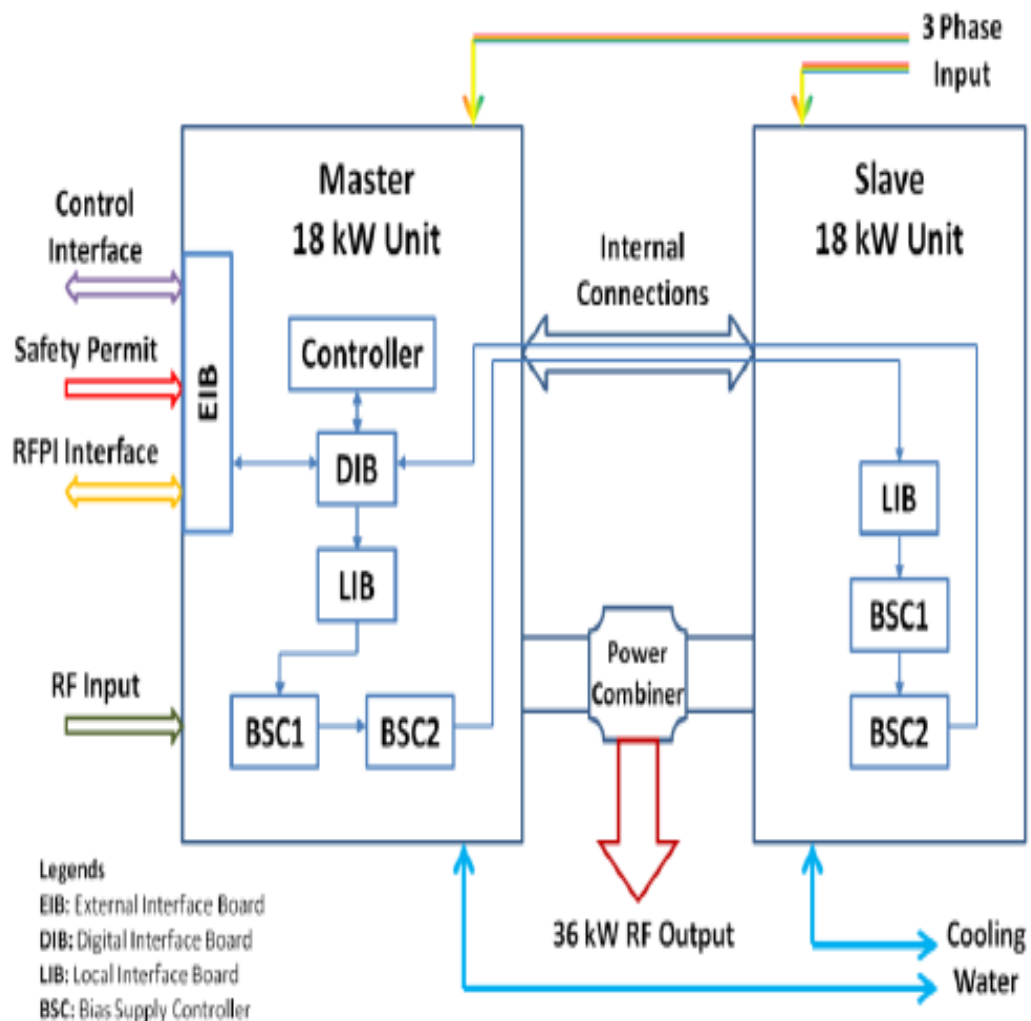 3 Phase
Input
Master
18 kW Unit
Slave
18 kW Unit
Control
Interface
Internal
Connections
Safety Permit
Controller
EIB
RFPI Interface
DIB
LIB
LIB
BSC1
Power
Combiner
RF Input
BSC1
BSC2
BSC2
Legends
EIB: External Interface Board
DIB: Digital Interface Board
LIB: Local Interface Board
BSC: Bias Supply Controller
36 kW RF Output
Cooling
Water